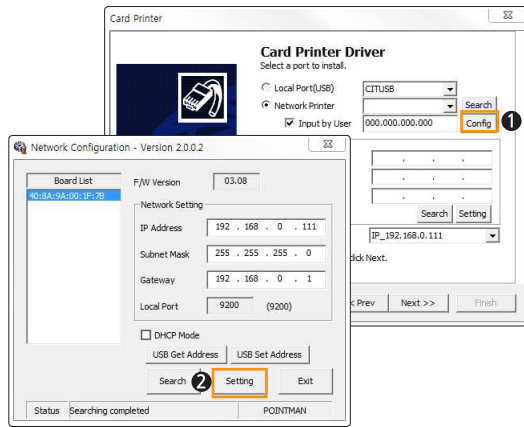 Card Printer
Card Printer Driver
Select a port to install.
Local Port(USB) CITUSB
Network Printer Search
Input by User 000.000.000.000 Config 1
. . .
. . .
. . .
Search Setting
IP_192.168.0.111
click Next.
< Prev Next >> Finish
Network Configuration - Version 2.0.0.2
Board List
40:8A:9A:00:1F:7B
F/W Version 03.08
Network Setting
IP Address 192 . 168 . 0 . 111
Subnet Mask 255 . 255 . 255 . 0
Gateway 192 . 168 . 0 . 1
Local Port 9200 (9200)
DHCP Mode
USB Get Address USB Set Address
Search 2 Setting Exit
Status Searching completed POINTMAN